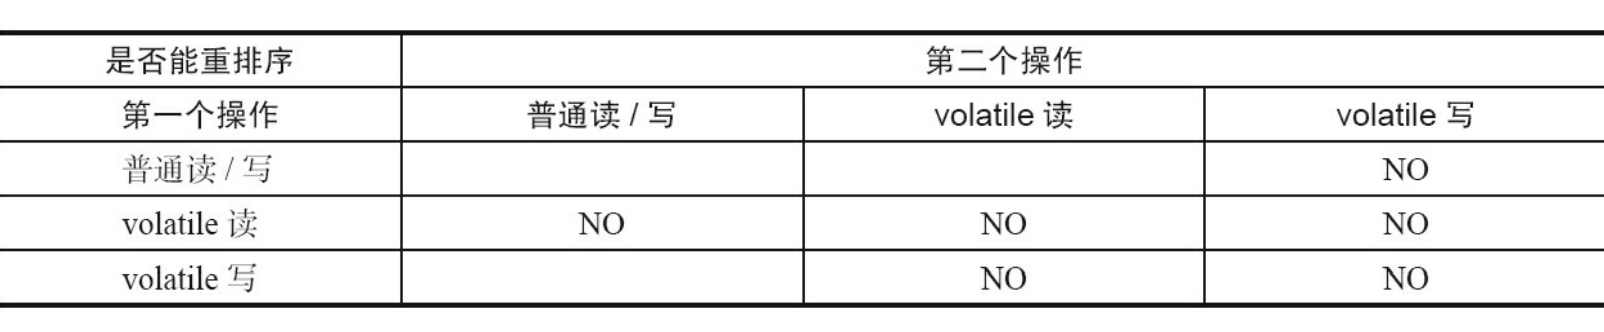 是否能重排序 第二个操作
第一个操作 普通读 / 写 volatile 读 volatile 写
普通读 / 写 NO
volatile 读 NO NO NO
volatile 写 NO NO